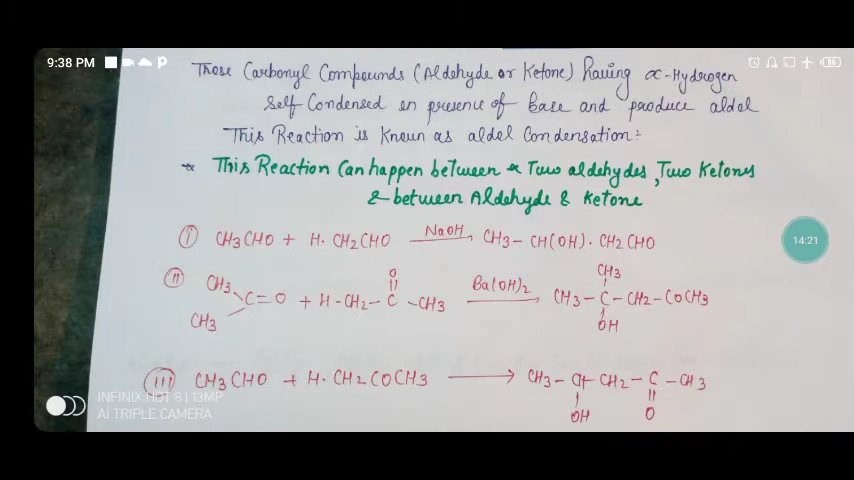 9:38 PM
86
Those Carbonyl Compounds (Aldehyde or Ketone) having α-Hydrogen
Self Condensed in presence of base and produce aldol
This Reaction is Known as aldol Condensation:
* This Reaction Can happen between Two aldehydes, Two Ketones
& between Aldehyde & Ketone
14:21
I CH3CHO + H·CH2CHO NaOH → CH3-CH(OH)·CH2CHO
O CH3
II CH3 C=O + H-CH2-C-CH3 Ba(OH)2 → CH3-C-CH2-COCH3
CH3 OH
III CH3CHO + H·CH2COCH3 → CH3-CH-CH2-C-CH3
OH O
INFINIX HOT 8 | 13MP
AI TRIPLE CAMERA